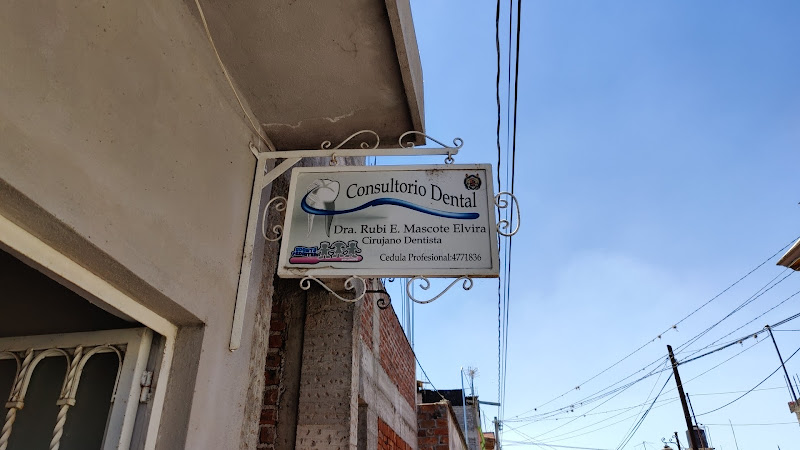 Consultorio Dental
Dra. Rubi E. Mascote Elvira
Cirujano Dentista
Cedula Profesional:4771836